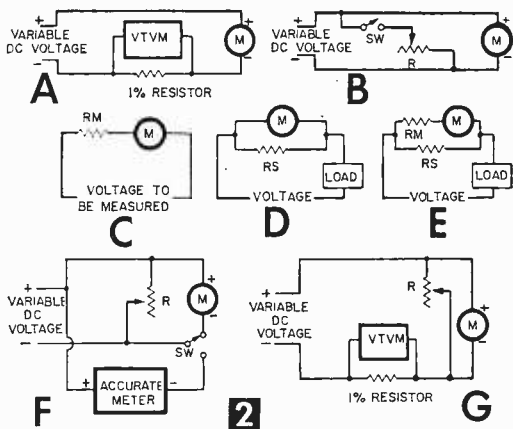 +
VARIABLE
DC VOLTAGE
-
VTVM
+
M
-
1% RESISTOR
A
+
VARIABLE
DC VOLTAGE
-
SW
R
+
M
-
B
RM
M
VOLTAGE TO
BE MEASURED
C
M
RS
LOAD
VOLTAGE
D
RM
M
RS
LOAD
VOLTAGE
E
+
VARIABLE
DC VOLTAGE
-
R
+
M
-
SW
+ ACCURATE -
METER
F
2
+
VARIABLE
DC VOLTAGE
-
R
+
M
-
VTVM
1% RESISTOR
G